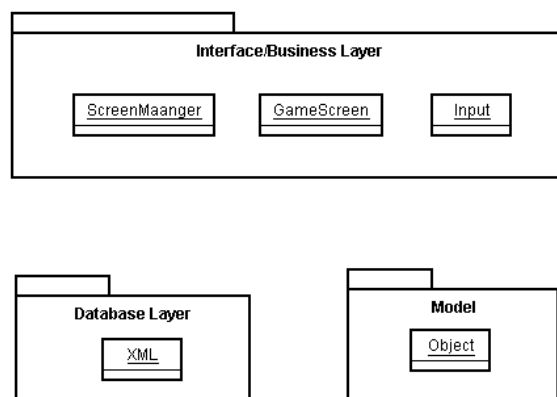 Interface/Business Layer
ScreenMaanger
GameScreen
Input
Database Layer
XML
Model
Object